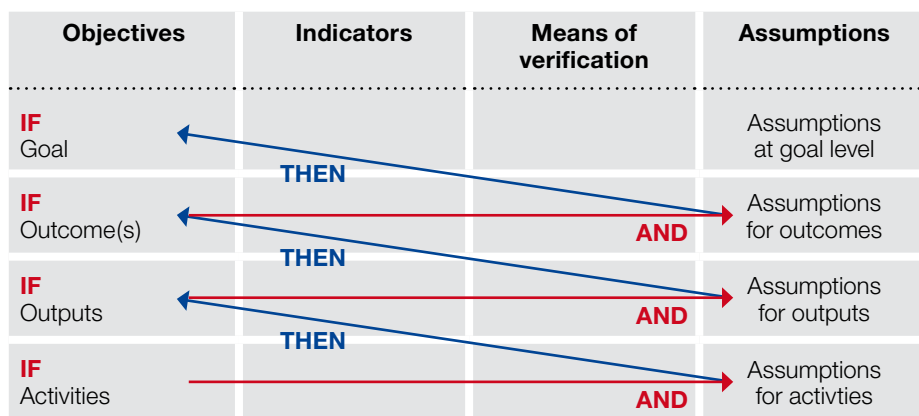 Objectives
Indicators
Means of
verification
Assumptions
IF
Goal
THEN
Assumptions
at goal level
IF
Outcome(s)
THEN
AND
Assumptions
for outcomes
IF
Outputs
THEN
AND
Assumptions
for outputs
IF
Activities
AND
Assumptions
for activties